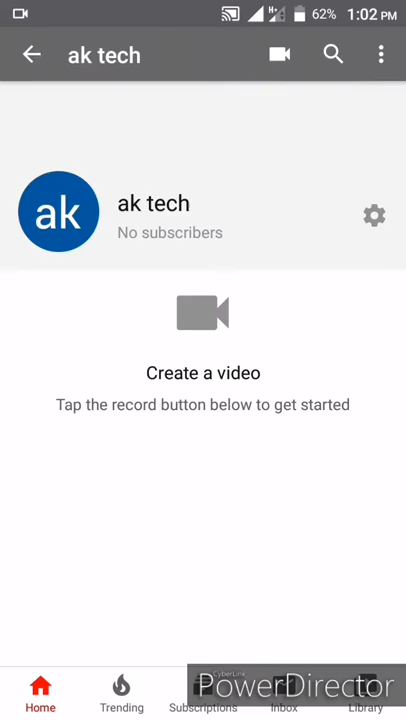 62% 1:02 PM
ak tech
ak
ak tech
No subscribers
Create a video
Tap the record button below to get started
CyberLink
PowerDirector
Home Trending Subscriptions Inbox Library